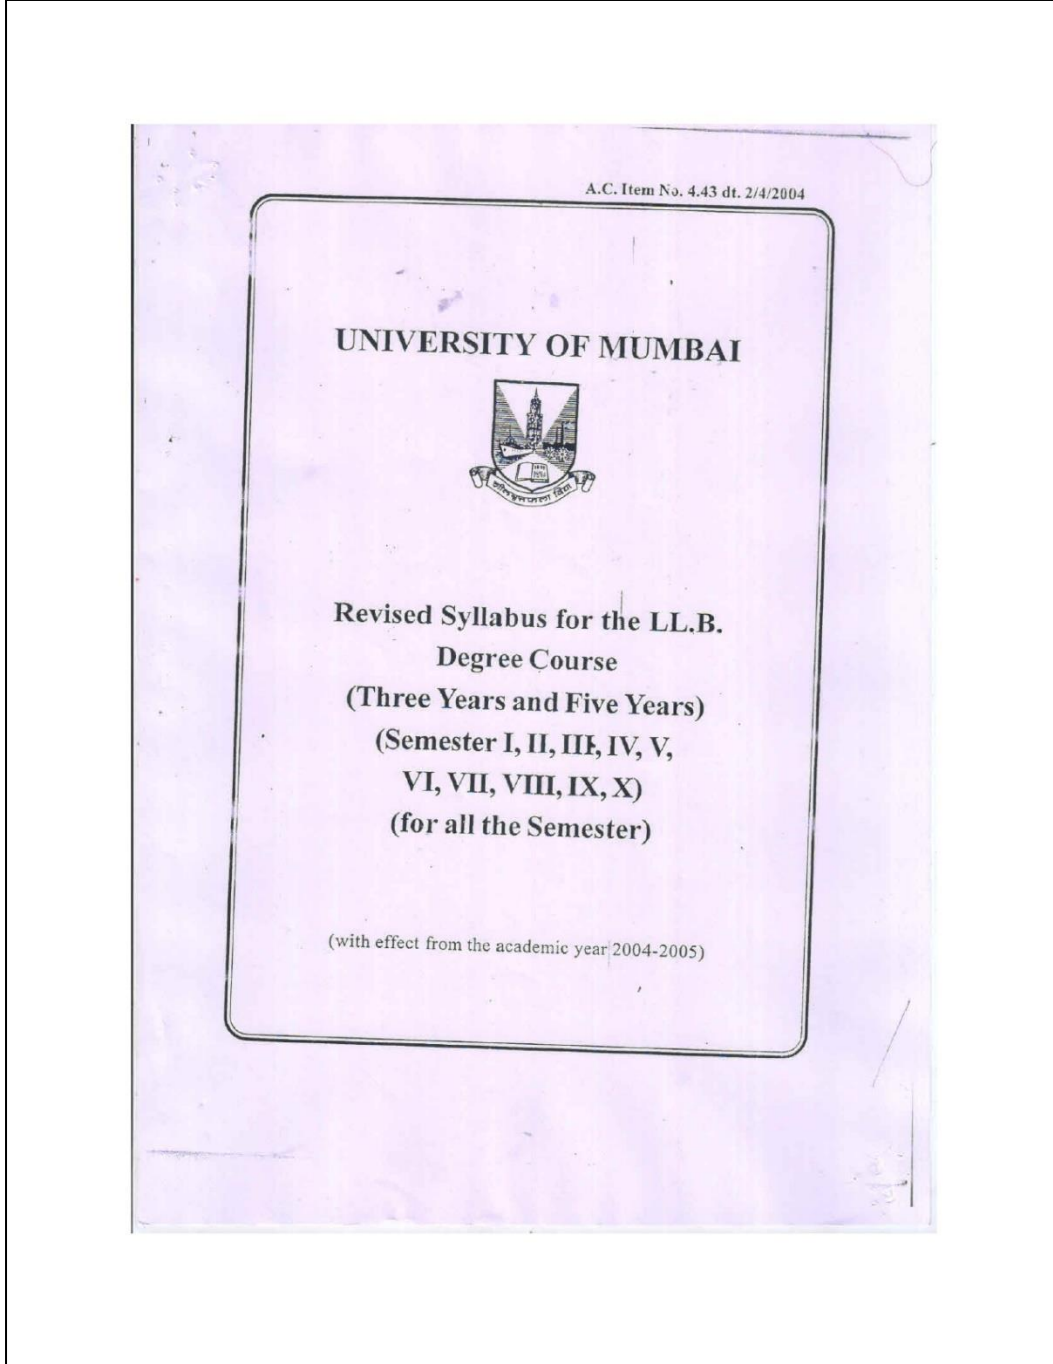 A.C. Item No. 4.43 dt. 2/4/2004
UNIVERSITY OF MUMBAI
Revised Syllabus for the LL.B.
Degree Course
(Three Years and Five Years)
(Semester I, II, III, IV, V,
VI, VII, VIII, IX, X)
(for all the Semester)
(with effect from the academic year 2004-2005)